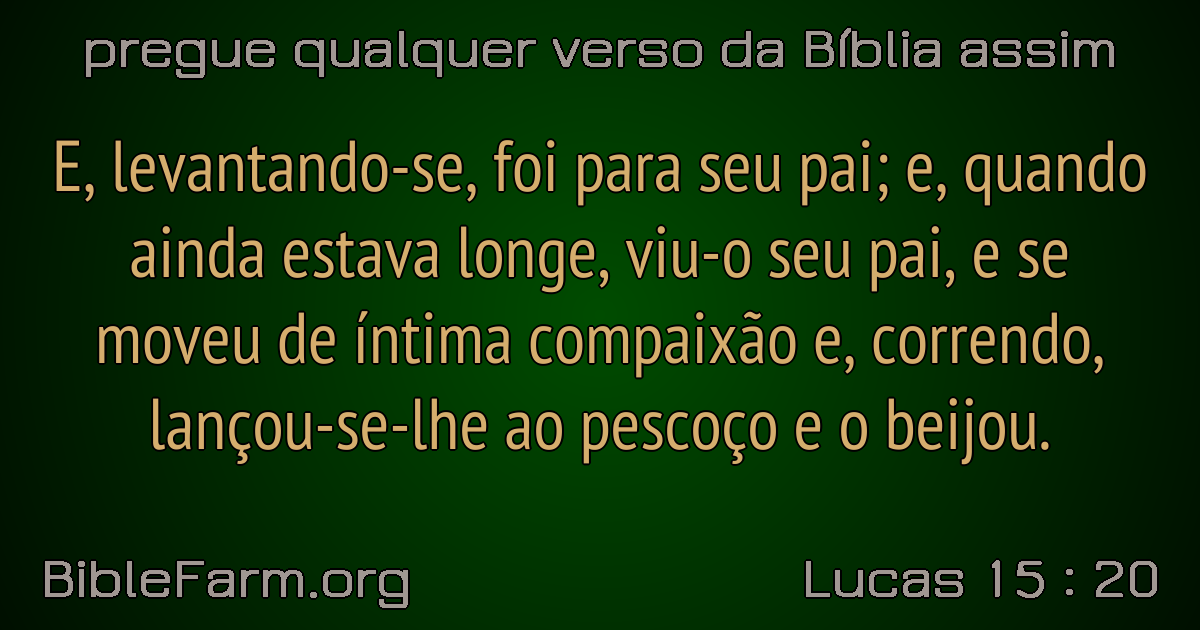 pregue qualquer verso da Bíblia assim
E, levantando-se, foi para seu pai; e, quando
ainda estava longe, viu-o seu pai, e se
moveu de íntima compaixão e, correndo,
lançou-se-lhe ao pescoço e o beijou.
BibleFarm.org
Lucas 15 : 20